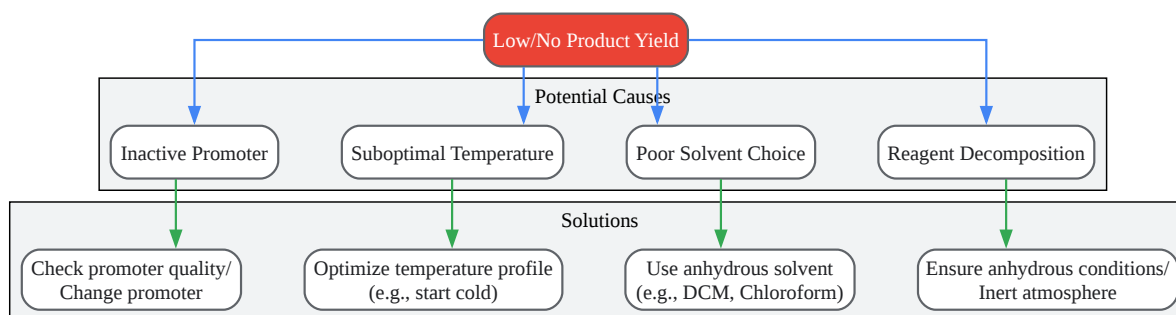 Low/No Product Yield
Potential Causes
Inactive Promoter
Suboptimal Temperature
Poor Solvent Choice
Reagent Decomposition
Solutions
Check promoter quality/
Change promoter
Optimize temperature profile
(e.g., start cold)
Use anhydrous solvent
(e.g., DCM, Chloroform)
Ensure anhydrous conditions/
Inert atmosphere